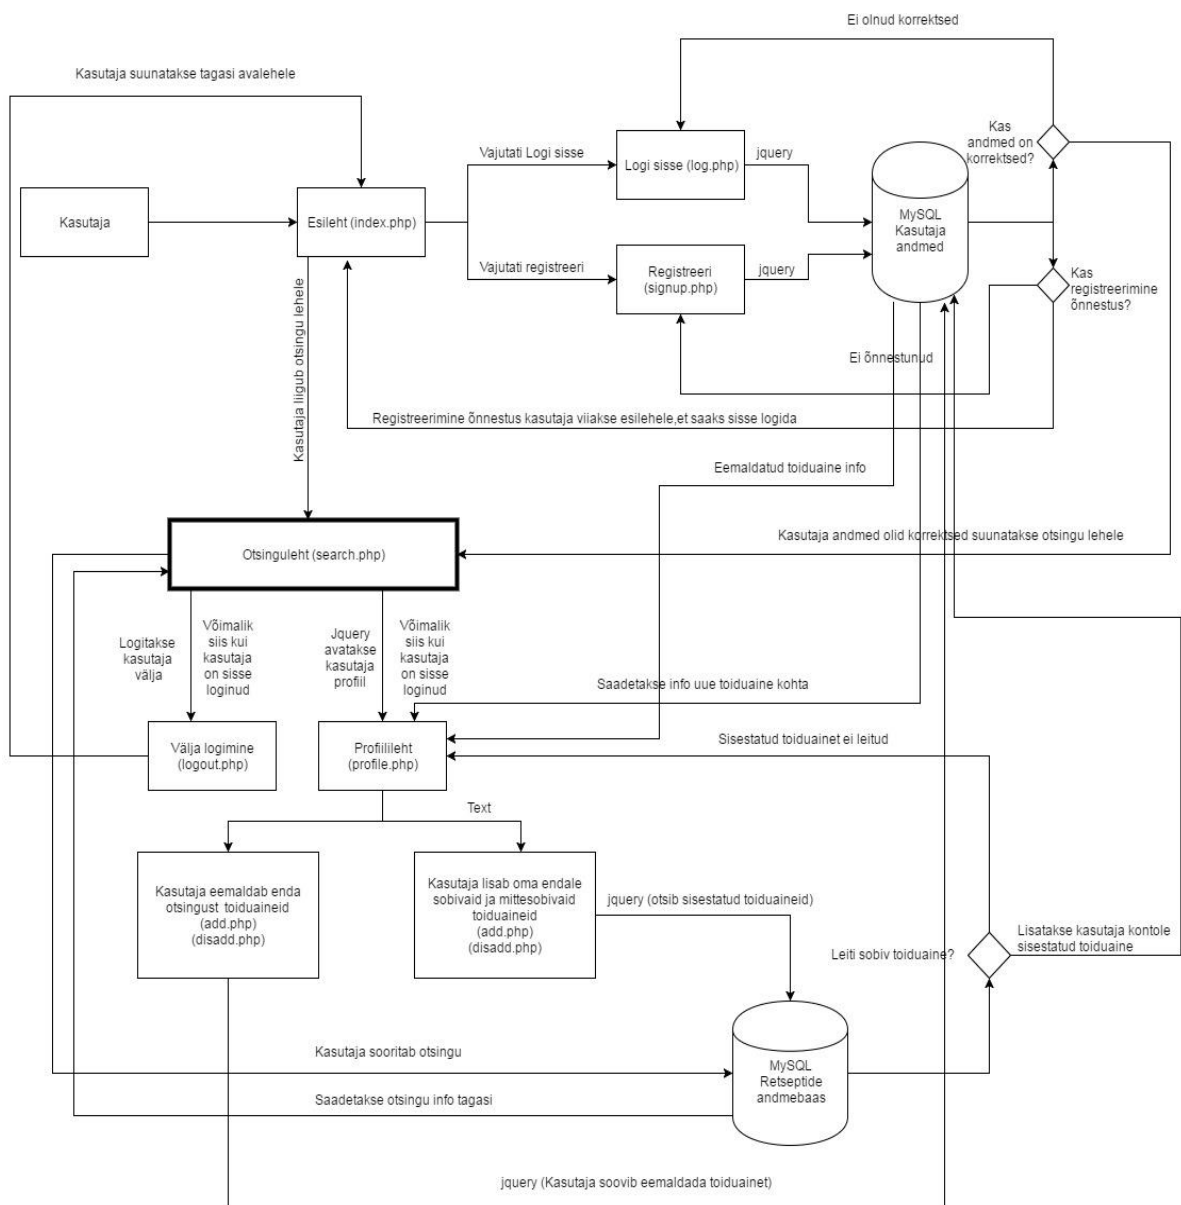 Ei olnud korrektsed
Kasutaja suunatakse tagasi avalehele
Kas
andmed on
korrektsed?
Vajutati Logi sisse
Logi sisse (log.php)
jquery
Kasutaja
Esileht (index.php)
MySQL
Kasutaja
andmed
Vajutati registreeri
Registreeri
(signup.php)
jquery
Kas
registreerimine
õnnestus?
Ei õnnestunud
Kasutaja liigub otsingu lehele
Registreerimine õnnestus kasutaja viiakse esilehele,et saaks sisse logida
Eemaldatud toiduaine info
Kasutaja andmed olid korrektsed suunatakse otsingu lehele
Otsinguleht (search.php)
Logitakse
kasutaja
välja
Võimalik
siis kui
kasutaja
on sisse
loginud
Jquery
avatakse
kasutaja
profiil
Võimalik
siis kui
kasutaja
on sisse
loginud
Saadetakse info uue toiduaine kohta
Välja logimine
(logout.php)
Profiilileht
(profile.php)
Sisestatud toiduainet ei leitud
Text
Kasutaja eemaldab enda
otsingust toiduaineid
(add.php)
(disadd.php)
Kasutaja lisab oma endale
sobivaid ja mittesobivaid
toiduaineid
(add.php)
(disadd.php)
jquery (otsib sisestatud toiduaineid)
Leiti sobiv toiduaine?
Lisatakse kasutaja kontole
sisestatud toiduaine
Kasutaja sooritab otsingu
MySQL
Retseptide
andmebaas
Saadetakse otsingu info tagasi
jquery (Kasutaja soovib eemaldada toiduainet)